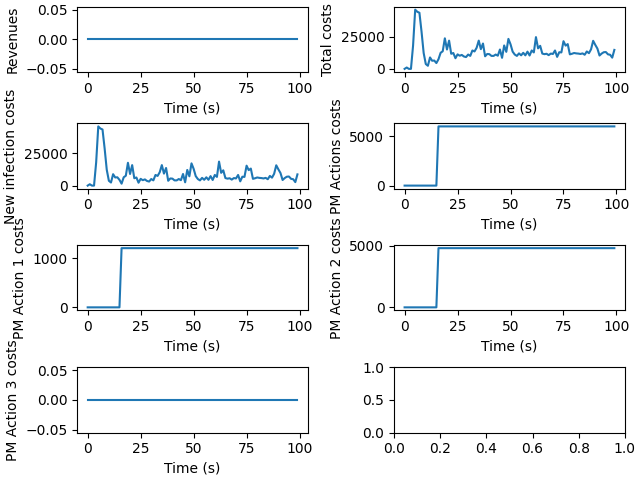 Revenues
0.05
0.00
−0.05
0 25 50 75 100
Time (s)
Total costs
25000
0
0 25 50 75 100
Time (s)
New infection costs
25000
0
0 25 50 75 100
Time (s)
PM Actions costs
5000
0
0 25 50 75 100
Time (s)
PM Action 1 costs
1000
0
0 25 50 75 100
Time (s)
PM Action 2 costs
5000
0
0 25 50 75 100
Time (s)
PM Action 3 costs
0.05
0.00
−0.05
0 25 50 75 100
Time (s)
1.0
0.5
0.0
0.0 0.2 0.4 0.6 0.8 1.0